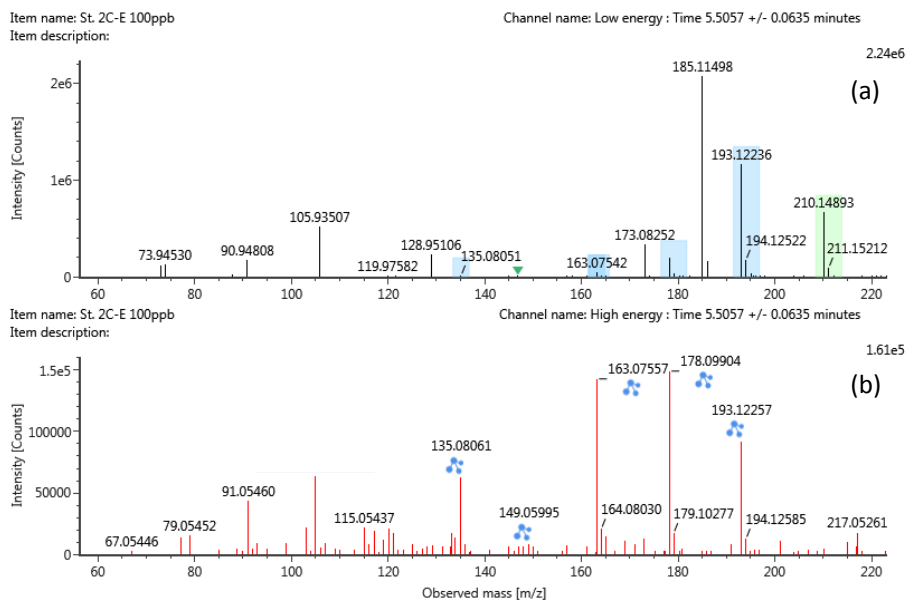 Item name: St. 2C-E 100ppb
Channel name: Low energy : Time 5.5057 +/- 0.0635 minutes
Item description:
2.24e6
(a)
Intensity [Counts]
2e6
1e6
0
73.94530
90.94808
105.93507
119.97582
128.95106
135.08051
163.07542
173.08252
185.11498
193.12236
194.12522
210.14893
211.15212
60 80 100 120 140 160 180 200 220
Item name: St. 2C-E 100ppb
Channel name: High energy : Time 5.5057 +/- 0.0635 minutes
Item description:
1.61e5
(b)
Intensity [Counts]
1.5e5
100000
50000
0
67.05446
79.05452
91.05460
115.05437
135.08061
149.05995
163.07557
164.08030
178.09904
179.10277
193.12257
194.12585
217.05261
60 80 100 120 140 160 180 200 220
Observed mass [m/z]